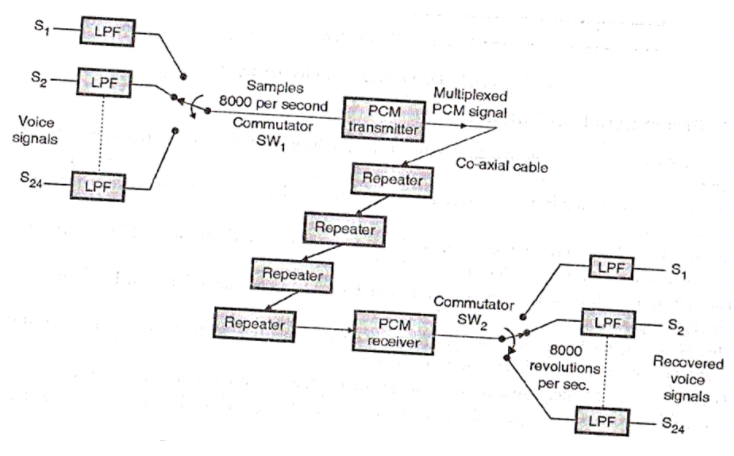 S1
LPF
S2
LPF
Voice
signals
S24
LPF
Samples
8000 per second
Commutator
SW1
PCM
transmitter
Multiplexed
PCM signal
Co-axial cable
Repeater
Repeater
Repeater
Repeater
PCM
receiver
Commutator
SW2
8000
revolutions
per sec.
LPF
S1
LPF
S2
Recovered
voice
signals
LPF
S24